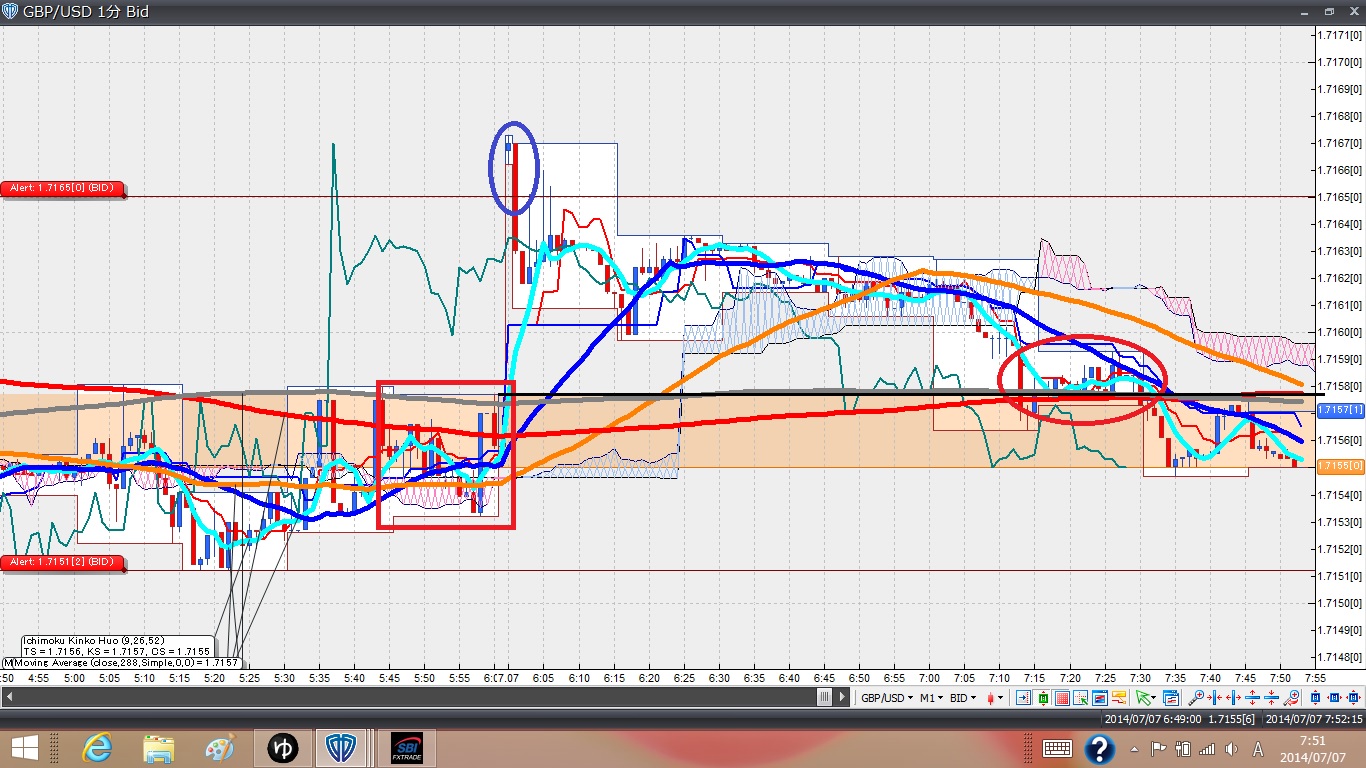 GBP/USD 1分 Bid
1.7171[0]
1.7170[0]
1.7169[0]
1.7168[0]
1.7167[0]
1.7166[0]
1.7165[0]
1.7164[0]
1.7163[0]
1.7162[0]
1.7161[0]
1.7160[0]
1.7159[0]
1.7158[0]
1.7157[1]
1.7156[0]
1.7155[0]
1.7154[0]
1.7153[0]
1.7152[0]
1.7151[0]
1.7150[0]
1.7149[0]
1.7148[0]
Alert: 1.7165[0] (BID)
Alert: 1.7151[2] (BID)
Ichimoku Kinko Huo (9,26,52)
TS = 1.7156, KS = 1.7157, CS = 1.7155
Moving Average (close,288,Simple,0,0) = 1.7157
:50 4:55 5:00 5:05 5:10 5:15 5:20 5:25 5:30 5:35 5:40 5:45 5:50 5:55 6:07.07 6:05 6:10 6:15 6:20 6:25 6:30 6:35 6:40 6:45 6:50 6:55 7:00 7:05 7:10 7:15 7:20 7:25 7:30 7:35 7:40 7:45 7:50 7:55
GBP/USD M1 BID
2014/07/07 6:49:00 1.7155[6] 2014/07/07 7:52:15
ゆ
SBI
FXTRADE
A
7:51
2014/07/07